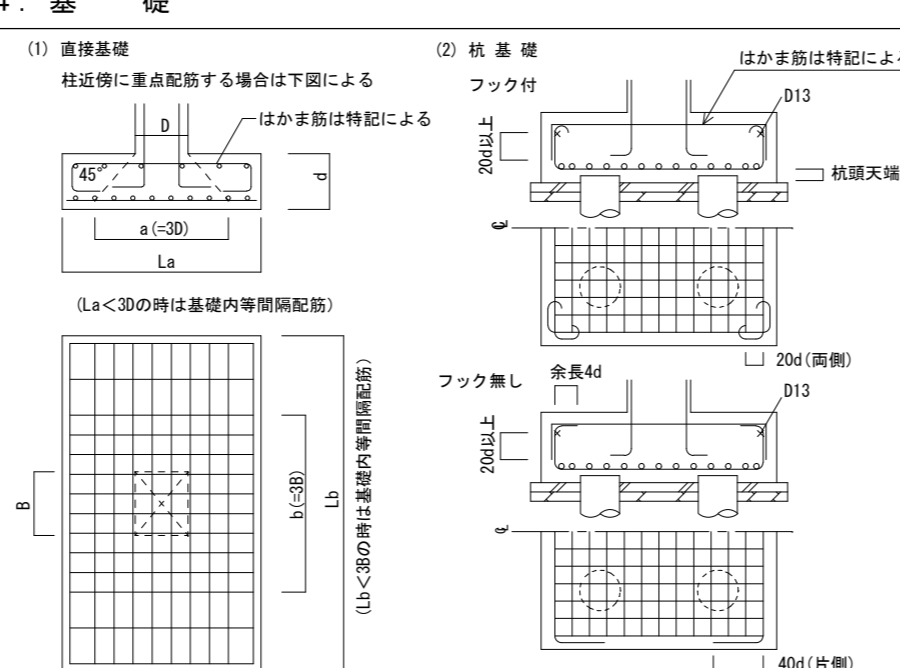 4. 基 礎
(1) 直接基礎
柱近傍に重点配筋する場合は下図による
D
はかま筋は特記による
45°
d
a(=3D)
La
(La<3Dの時は基礎内等間隔配筋)
B
b(=3B)
Lb
(Lb<3Bの時は基礎内等間隔配筋)
(2) 杭 基 礎
フック付
はかま筋は特記による
D13
20d以上
杭頭天端
℄
20d(両側)
フック無し
余長4d
D13
20d以上
℄
40d(片側)